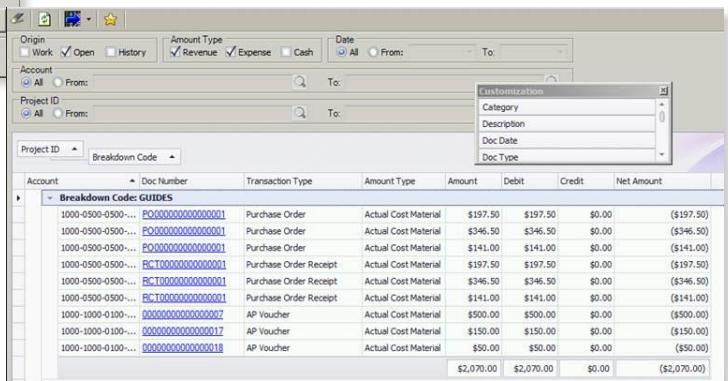 Origin
Work Open History
Amount Type
Revenue Expense Cash
Date
All From: To:
Account
All From: To:
Project ID
All From: To:
Customization
Category
Description
Doc Date
Doc Type
Project ID
Breakdown Code
Account Doc Number Transaction Type Amount Type Amount Debit Credit Net Amount
Breakdown Code: GUIDES
1000-0500-0500-... PO00000000000001 Purchase Order Actual Cost Material $197.50 $197.50 $0.00 ($197.50)
1000-0500-0500-... PO00000000000001 Purchase Order Actual Cost Material $346.50 $346.50 $0.00 ($346.50)
1000-0500-0500-... PO00000000000001 Purchase Order Actual Cost Material $141.00 $141.00 $0.00 ($141.00)
1000-0500-0500-... RCT0000000000001 Purchase Order Receipt Actual Cost Material $197.50 $197.50 $0.00 ($197.50)
1000-0500-0500-... RCT0000000000001 Purchase Order Receipt Actual Cost Material $346.50 $346.50 $0.00 ($346.50)
1000-0500-0500-... RCT0000000000001 Purchase Order Receipt Actual Cost Material $141.00 $141.00 $0.00 ($141.00)
1000-1000-0100-... 00000000000000007 AP Voucher Actual Cost Material $500.00 $500.00 $0.00 ($500.00)
1000-1000-0100-... 00000000000000017 AP Voucher Actual Cost Material $150.00 $150.00 $0.00 ($150.00)
1000-1000-0100-... 00000000000000018 AP Voucher Actual Cost Material $50.00 $50.00 $0.00 ($50.00)
$2,070.00 $2,070.00 $0.00 ($2,070.00)